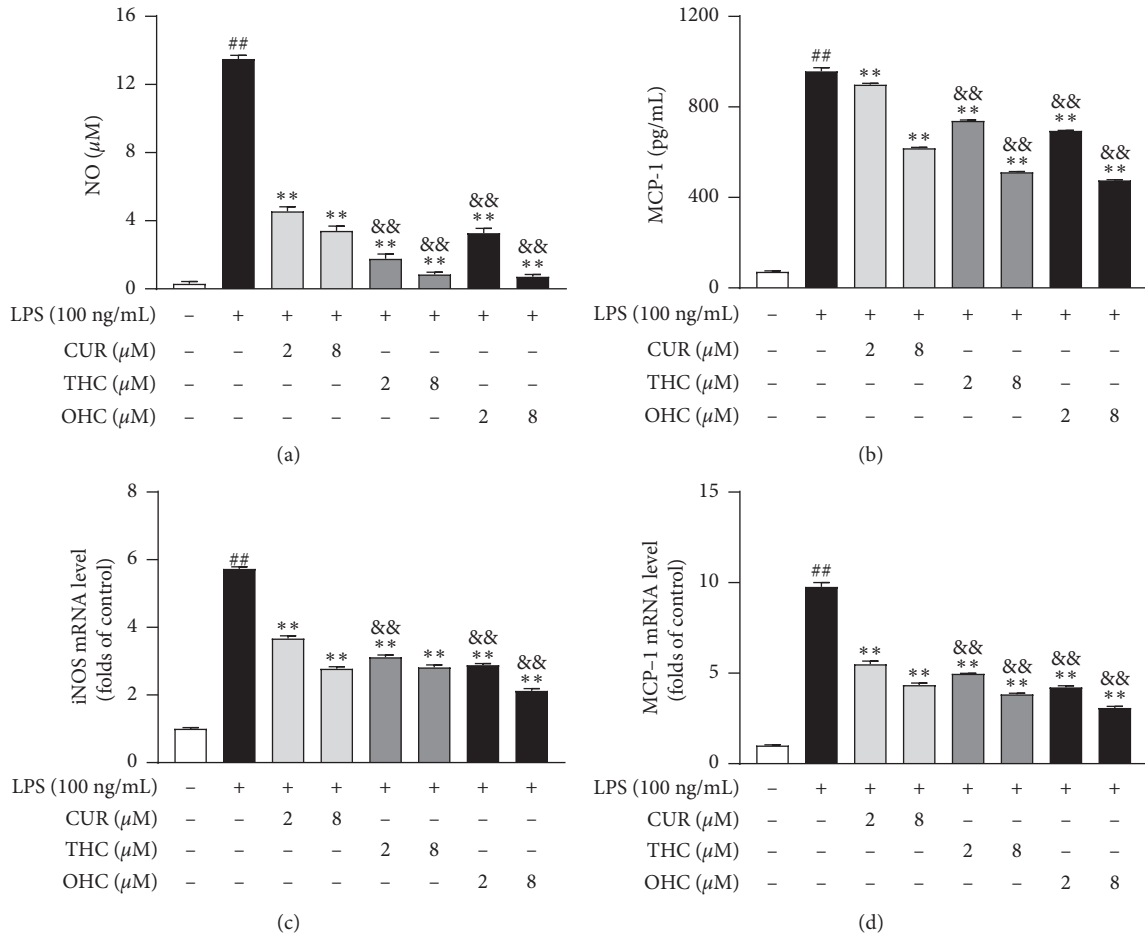 16
12
8
4
0
NO (μM)
##
**
**
&&
**
&&
**
&&
**
&&
**
LPS (100 ng/mL) – + + + + + + +
CUR (μM) – – 2 8 – – – –
THC (μM) – – – – 2 8 – –
OHC (μM) – – – – – – 2 8
(a)
1200
800
400
0
MCP-1 (pg/mL)
##
**
**
&&
**
&&
**
&&
**
&&
**
LPS (100 ng/mL) – + + + + + + +
CUR (μM) – – 2 8 – – – –
THC (μM) – – – – 2 8 – –
OHC (μM) – – – – – – 2 8
(b)
8
6
4
2
0
iNOS mRNA level
(folds of control)
##
**
**
&&
**
**
&&
**
&&
**
LPS (100 ng/mL) – + + + + + + +
CUR (μM) – – 2 8 – – – –
THC (μM) – – – – 2 8 – –
OHC (μM) – – – – – – 2 8
(c)
15
10
5
0
MCP–1 mRNA level
(folds of control)
##
**
**
&&
**
&&
**
&&
**
&&
**
LPS (100 ng/mL) – + + + + + + +
CUR (μM) – – 2 8 – – – –
THC (μM) – – – – 2 8 – –
OHC (μM) – – – – – – 2 8
(d)